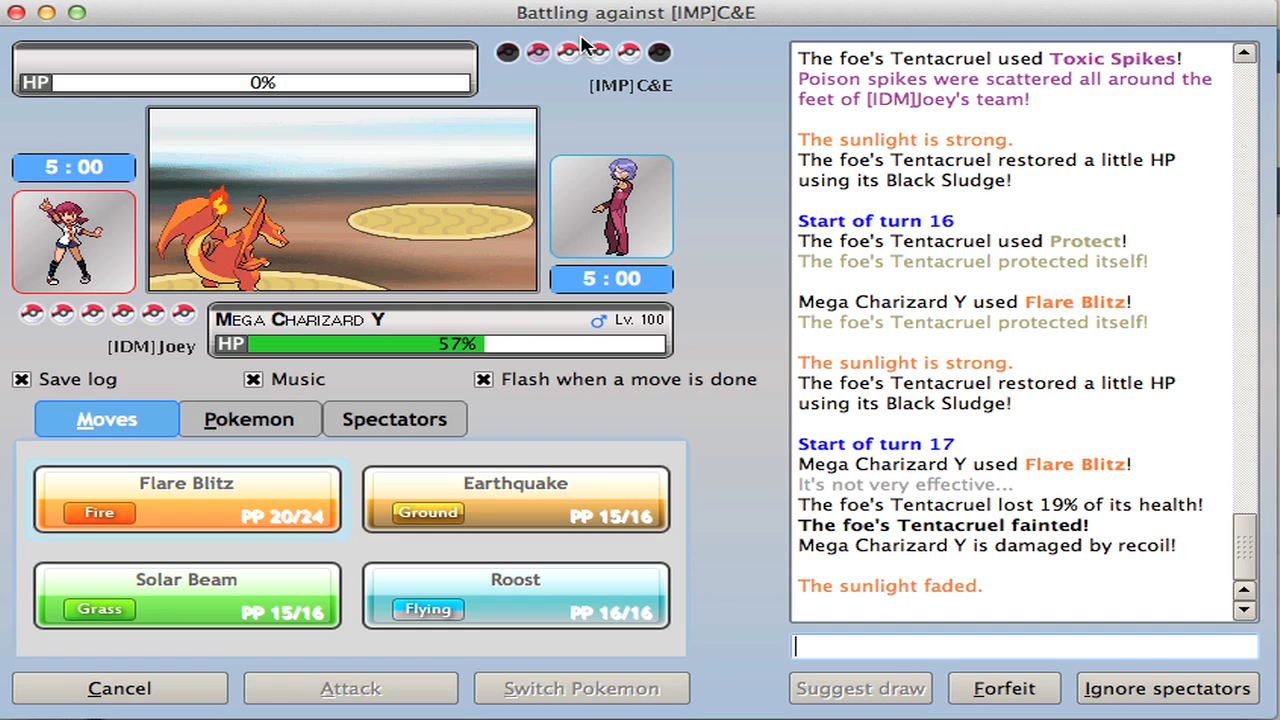 Battling against [IMP]C&E
HP 0%
[IMP]C&E
5 : 00
5 : 00
[IDM]Joey
MEGA CHARIZARD Y ♂ Lv. 100
HP 57%
Save log
Music
Flash when a move is done
Moves
Pokemon
Spectators
Flare Blitz
Fire PP 20/24
Earthquake
Ground PP 15/16
Solar Beam
Grass PP 15/16
Roost
Flying PP 16/16
Cancel
Attack
Switch Pokemon
The foe's Tentacruel used Toxic Spikes!
Poison spikes were scattered all around the
feet of [IDM]Joey's team!
The sunlight is strong.
The foe's Tentacruel restored a little HP
using its Black Sludge!
Start of turn 16
The foe's Tentacruel used Protect!
The foe's Tentacruel protected itself!
Mega Charizard Y used Flare Blitz!
The foe's Tentacruel protected itself!
The sunlight is strong.
The foe's Tentacruel restored a little HP
using its Black Sludge!
Start of turn 17
Mega Charizard Y used Flare Blitz!
It's not very effective...
The foe's Tentacruel lost 19% of its health!
The foe's Tentacruel fainted!
Mega Charizard Y is damaged by recoil!
The sunlight faded.
Suggest draw
Forfeit
Ignore spectators